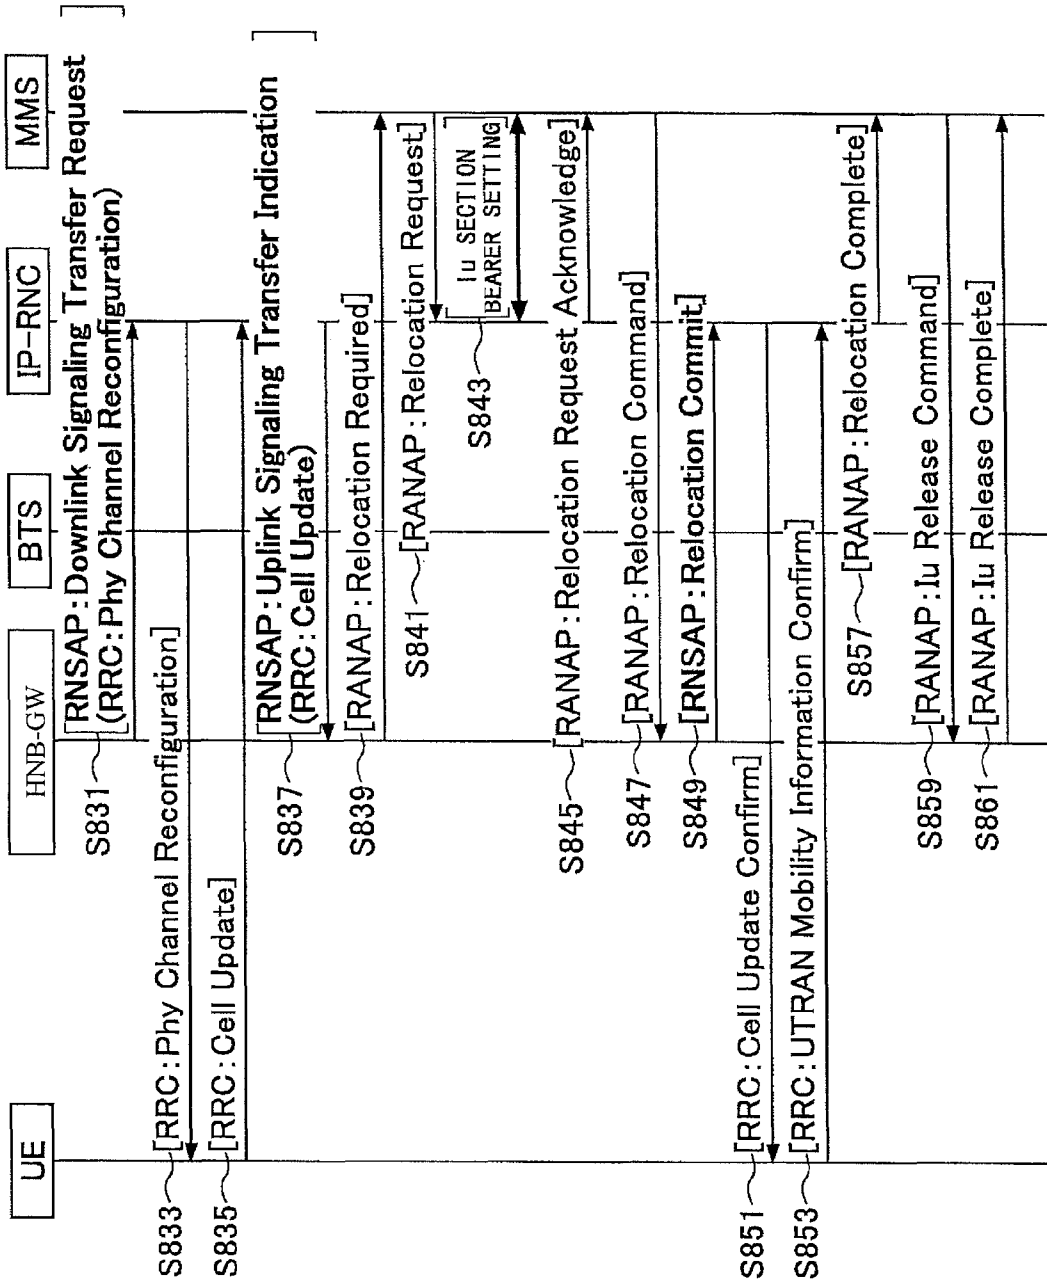 UE
HNB-GW
BTS
IP-RNC
MMS
S831
[RNSAP:Downlink Signaling Transfer Request
(RRC:Phy Channel Reconfiguration)]
S833
[RRC:Phy Channel Reconfiguration]
S835
[RRC:Cell Update]
S837
[RNSAP:Uplink Signaling Transfer Indication
(RRC:Cell Update)]
S839
[RANAP:Relocation Required]
S841
[RANAP:Relocation Request]
S843
[Iu SECTION
BEARER SETTING]
S845
[RANAP:Relocation Request Acknowledge]
S847
[RANAP:Relocation Command]
S849
[RNSAP:Relocation Commit]
S851
[RRC:Cell Update Confirm]
S853
[RRC:UTRAN Mobility Information Confirm]
S857
[RANAP:Relocation Complete]
S859
[RANAP:Iu Release Command]
S861
[RANAP:Iu Release Complete]